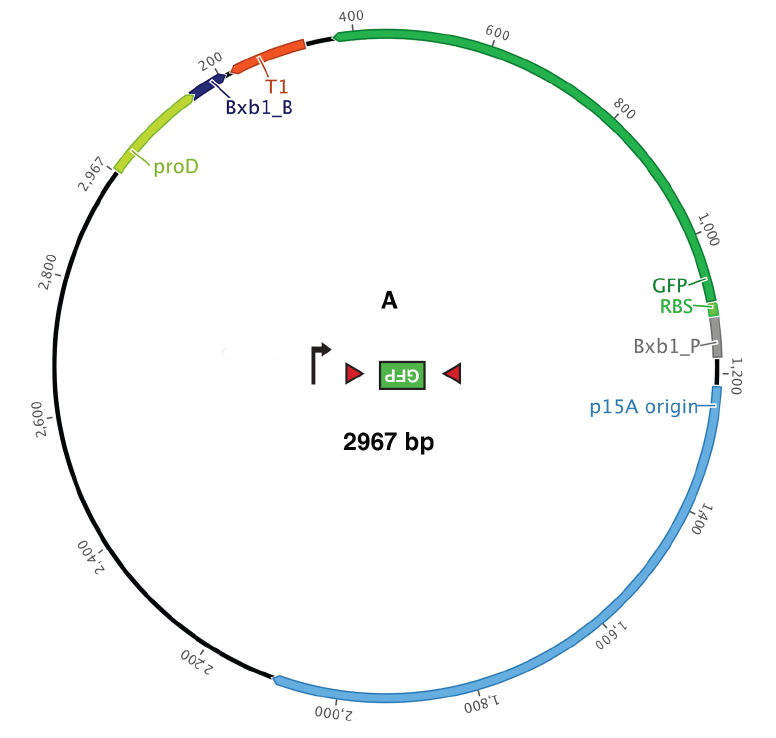 400
600
200
T1
Bxb1_B
800
2,967
proD
1,000
2,800
GFP
RBS
A
Bxb1_P
GFP
1,200
p15A origin
2,600
2967 bp
1,400
2,400
1,600
2,200
2,000
1,800